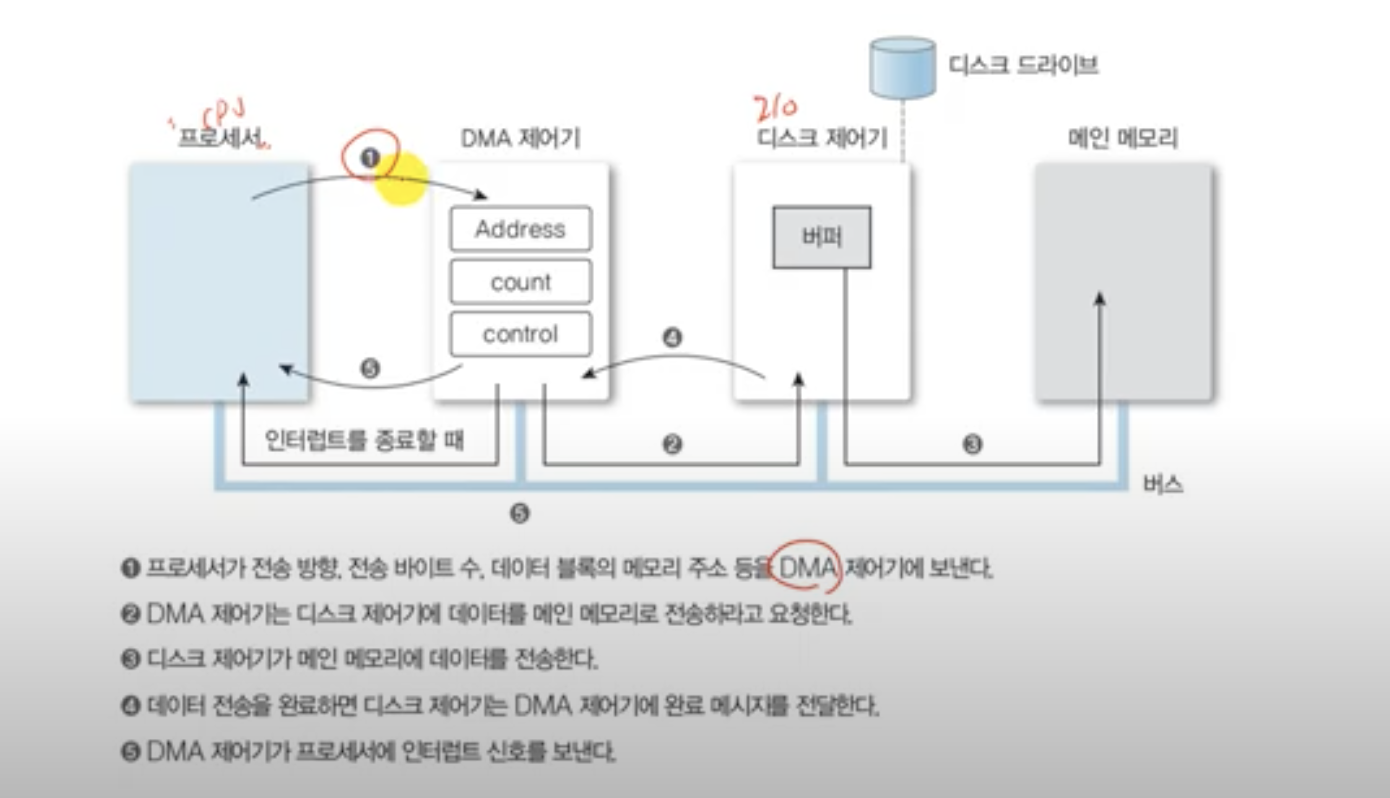 디스크 드라이브
CPU
I/O
프로세서
DMA 제어기
디스크 제어기
메인 메모리
❶
Address
버퍼
count
control
❹
❺
인터럽트를 종료할 때
❷
❸
버스
❺
❶ 프로세서가 전송 방향, 전송 바이트 수, 데이터 블록의 메모리 주소 등을 DMA 제어기에 보낸다.
❷ DMA 제어기는 디스크 제어기에 데이터를 메인 메모리로 전송하라고 요청한다.
❸ 디스크 제어기가 메인 메모리에 데이터를 전송한다.
❹ 데이터 전송을 완료하면 디스크 제어기는 DMA 제어기에 완료 메시지를 전달한다.
❺ DMA 제어기가 프로세서에 인터럽트 신호를 보낸다.